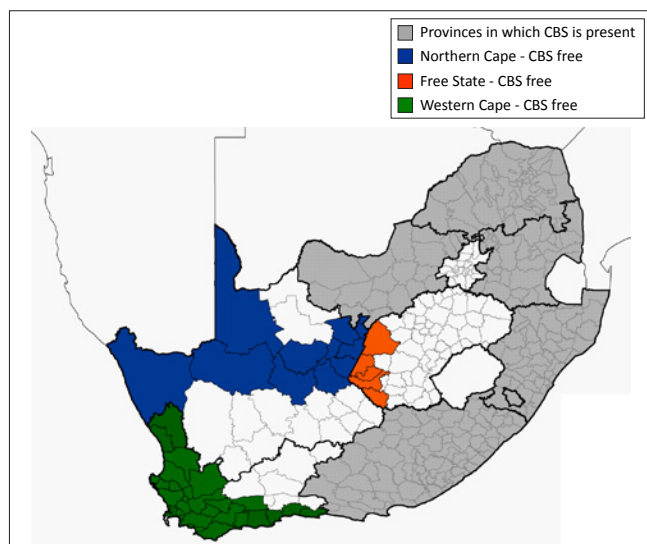 Provinces in which CBS is present
Northern Cape - CBS free
Free State - CBS free
Western Cape - CBS free